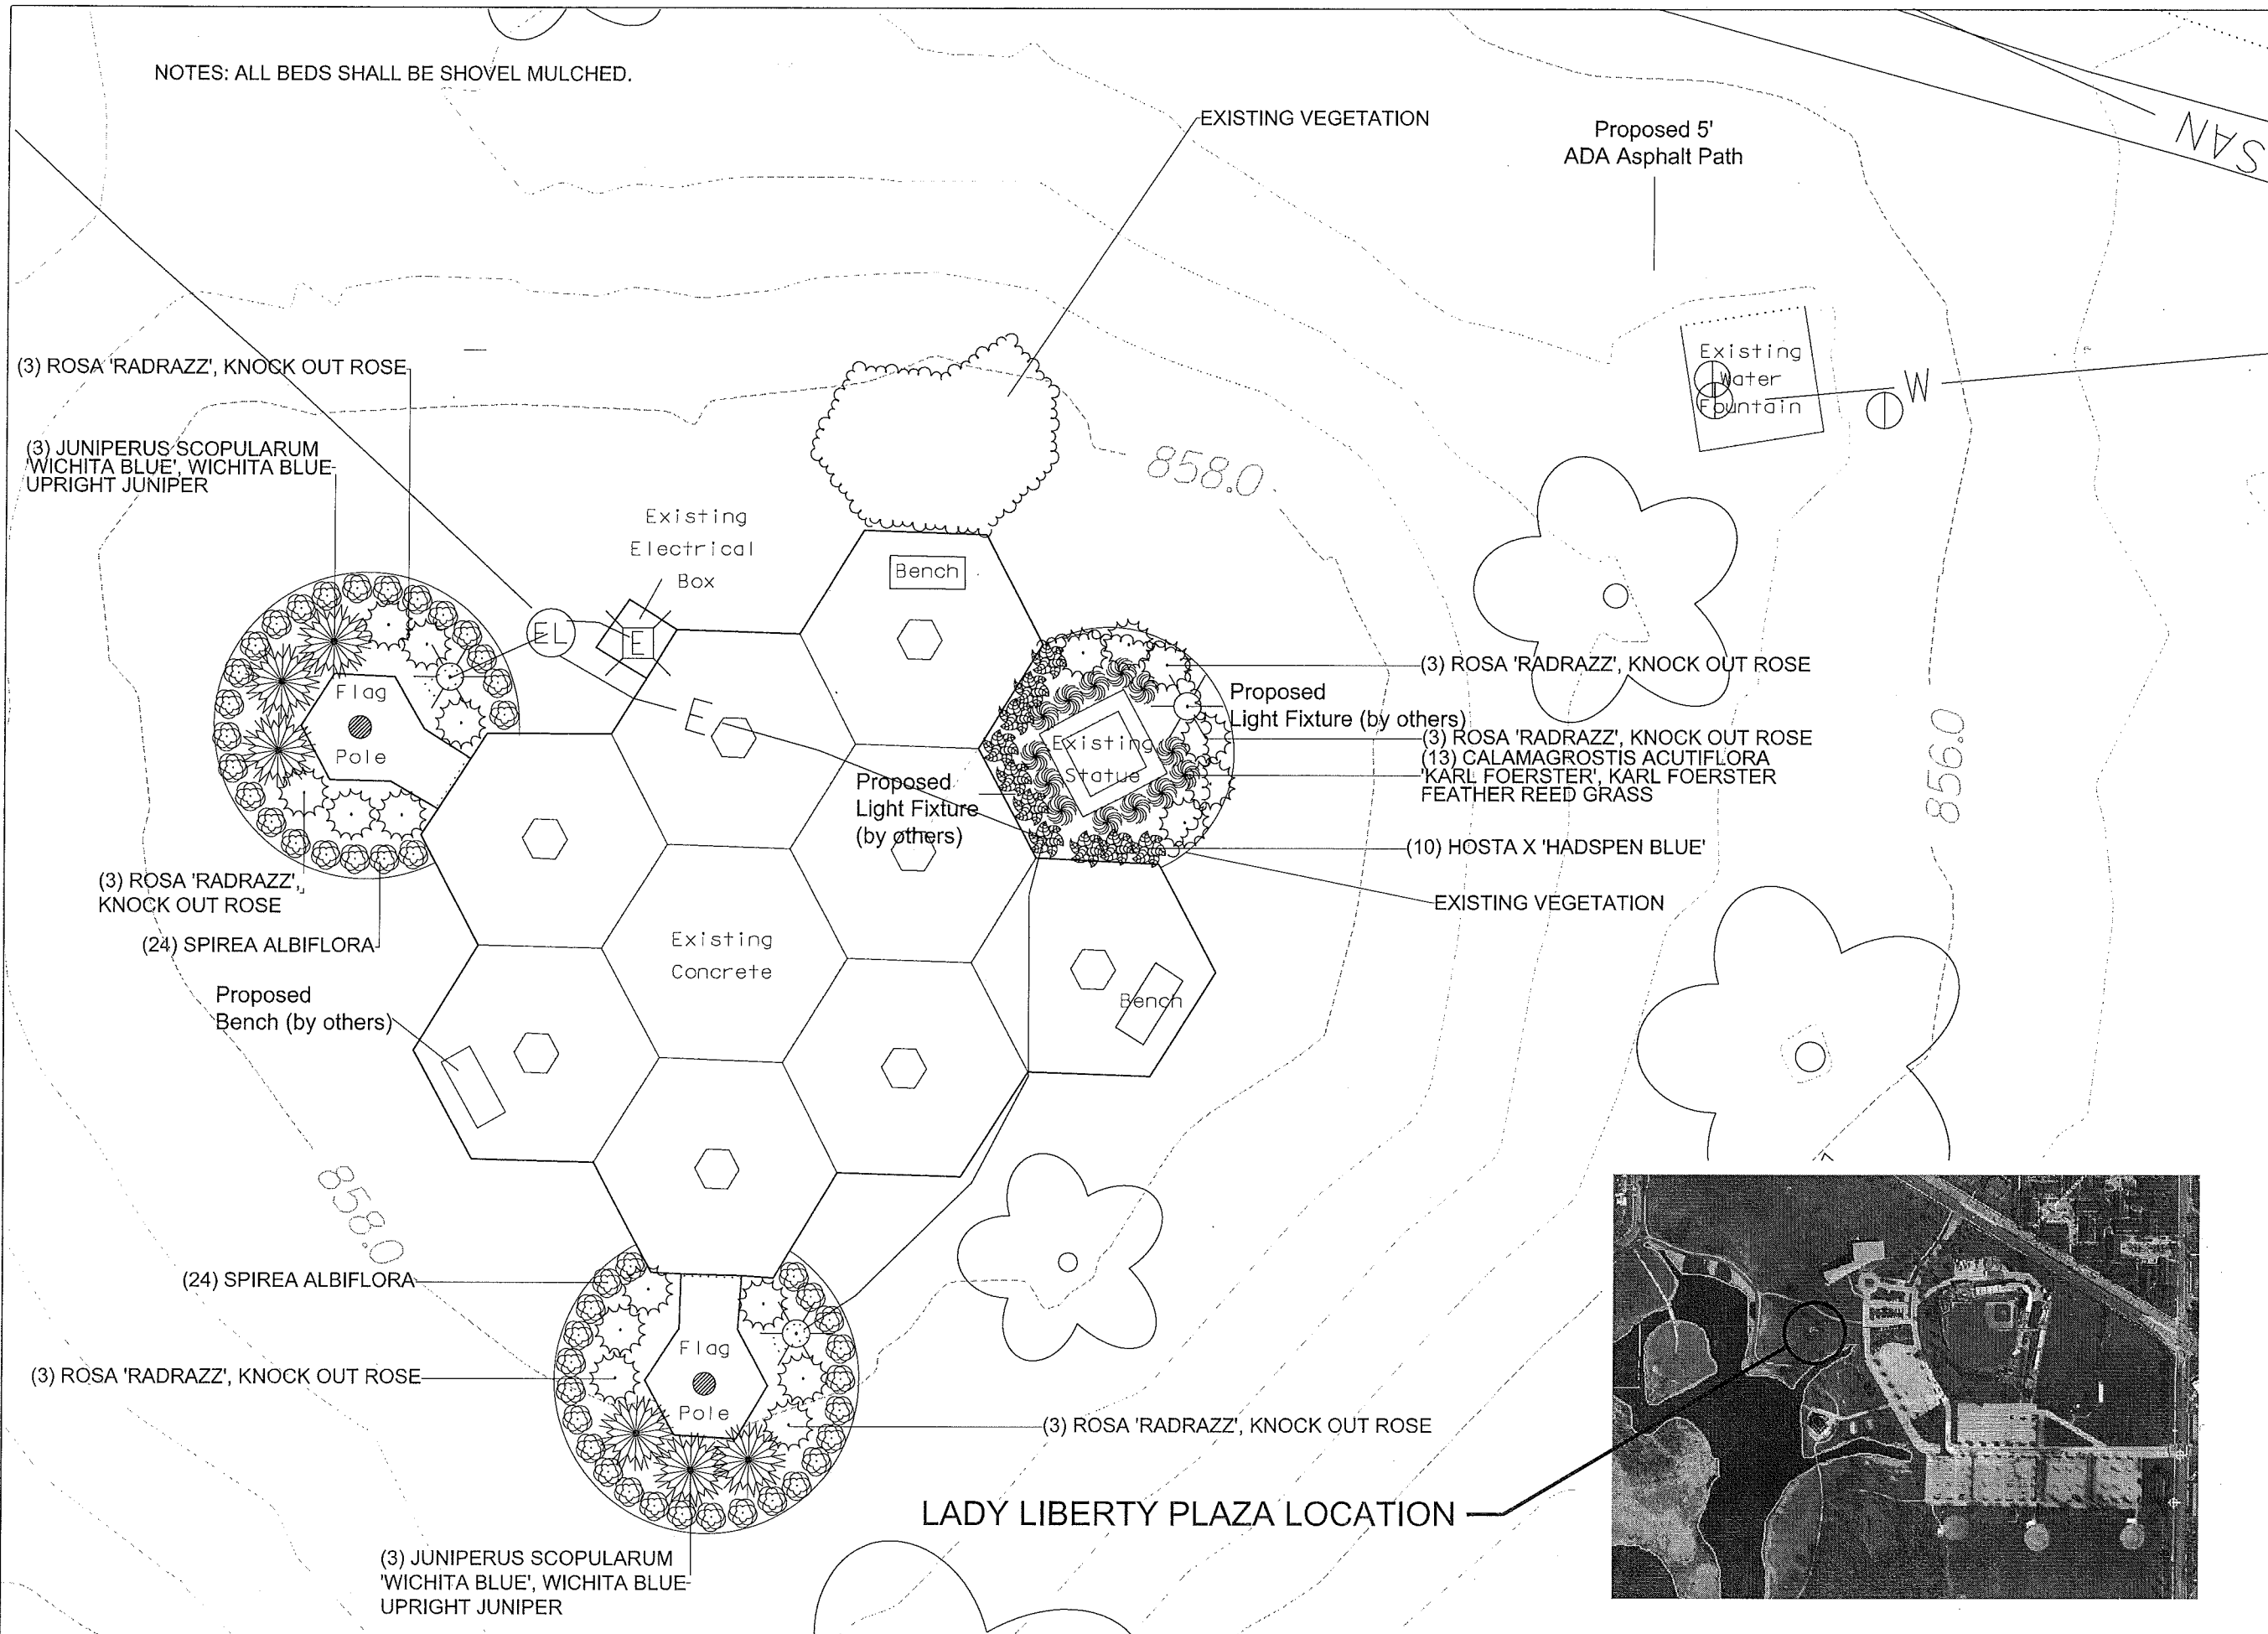 NOTES: ALL BEDS SHALL BE SHOVEL MULCHED.
EXISTING VEGETATION
Proposed 5'
ADA Asphalt Path
SAN
(3) ROSA 'RADRAZZ', KNOCK OUT ROSE
Existing
Water
Fountain
W
(3) JUNIPERUS SCOPULARUM
'WICHITA BLUE', WICHITA BLUE
UPRIGHT JUNIPER
858.0
Existing
Electrical
Box
Bench
EL
E
Flag
Pole
E
(3) ROSA 'RADRAZZ', KNOCK OUT ROSE
Proposed
Light Fixture (by others)
(3) ROSA 'RADRAZZ', KNOCK OUT ROSE
(13) CALAMAGROSTIS ACUTIFLORA
'KARL FOERSTER', KARL FOERSTER
FEATHER REED GRASS
Existing
Statue
856.0
Proposed
Light Fixture
(by others)
(10) HOSTA X 'HADSPEN BLUE'
(3) ROSA 'RADRAZZ',
KNOCK OUT ROSE
EXISTING VEGETATION
(24) SPIREA ALBIFLORA
Existing
Concrete
Proposed
Bench (by others)
Bench
858.0
(24) SPIREA ALBIFLORA
Flag
Pole
(3) ROSA 'RADRAZZ', KNOCK OUT ROSE
(3) ROSA 'RADRAZZ', KNOCK OUT ROSE
LADY LIBERTY PLAZA LOCATION
(3) JUNIPERUS SCOPULARUM
'WICHITA BLUE', WICHITA BLUE
UPRIGHT JUNIPER